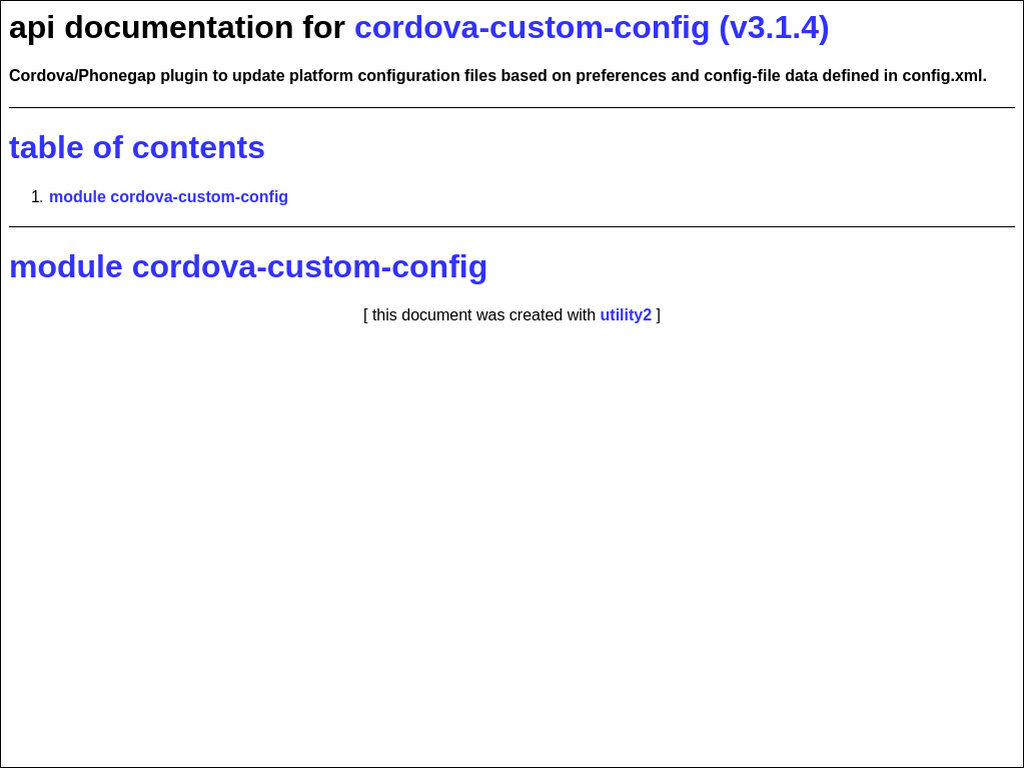 api documentation for cordova-custom-config (v3.1.4)
Cordova/Phonegap plugin to update platform configuration files based on preferences and config-file data defined in config.xml.
table of contents
1. module cordova-custom-config
module cordova-custom-config
[ this document was created with utility2 ]